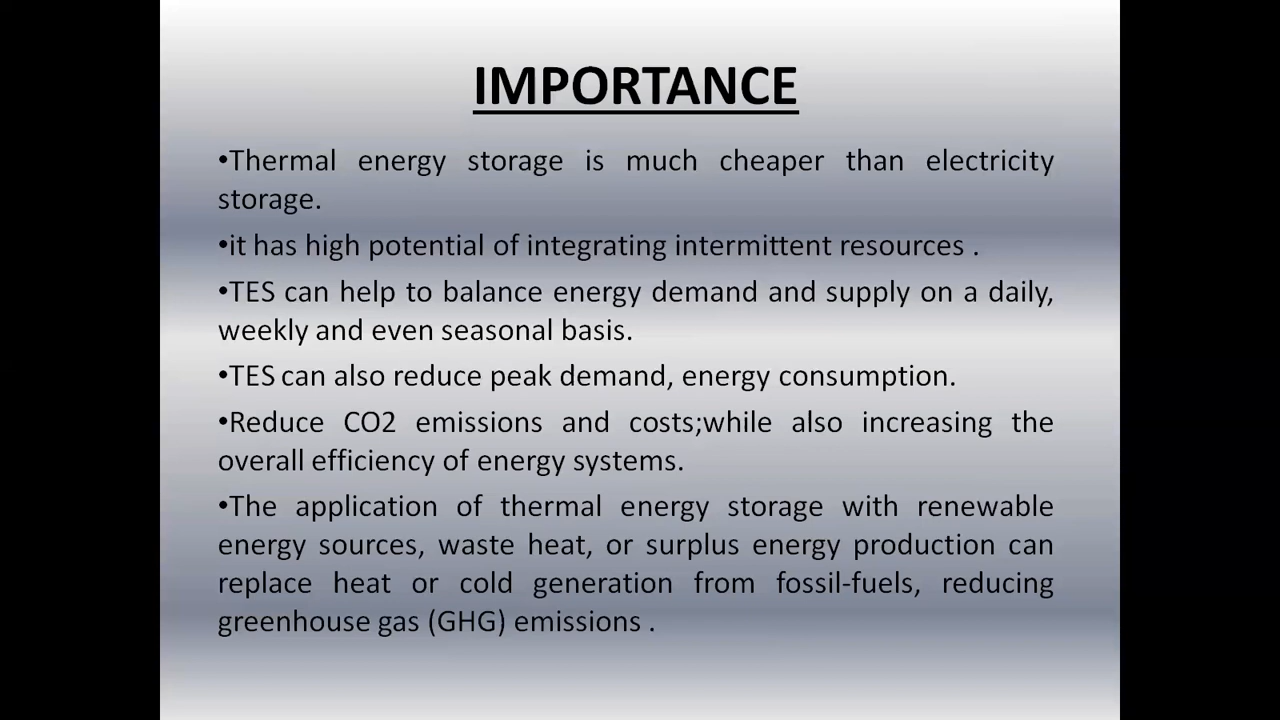 IMPORTANCE
•Thermal energy storage is much cheaper than electricity
storage.
•it has high potential of integrating intermittent resources .
•TES can help to balance energy demand and supply on a daily,
weekly and even seasonal basis.
•TES can also reduce peak demand, energy consumption.
•Reduce CO2 emissions and costs;while also increasing the
overall efficiency of energy systems.
•The application of thermal energy storage with renewable
energy sources, waste heat, or surplus energy production can
replace heat or cold generation from fossil-fuels, reducing
greenhouse gas (GHG) emissions .